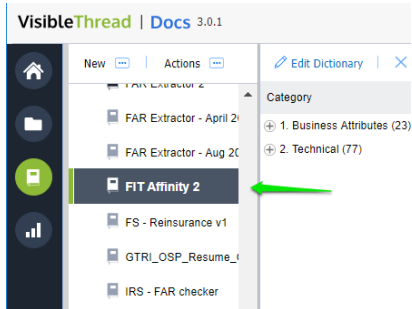 VisibleThread | Docs 3.0.1
New Actions
Edit Dictionary
FAR Extractor 2
FAR Extractor - April 2
FAR Extractor - Aug 20
FIT Affinity 2
FS - Reinsurance v1
GTRI_OSP_Resume_
IRS - FAR checker
Category
1. Business Attributes (23)
2. Technical (77)